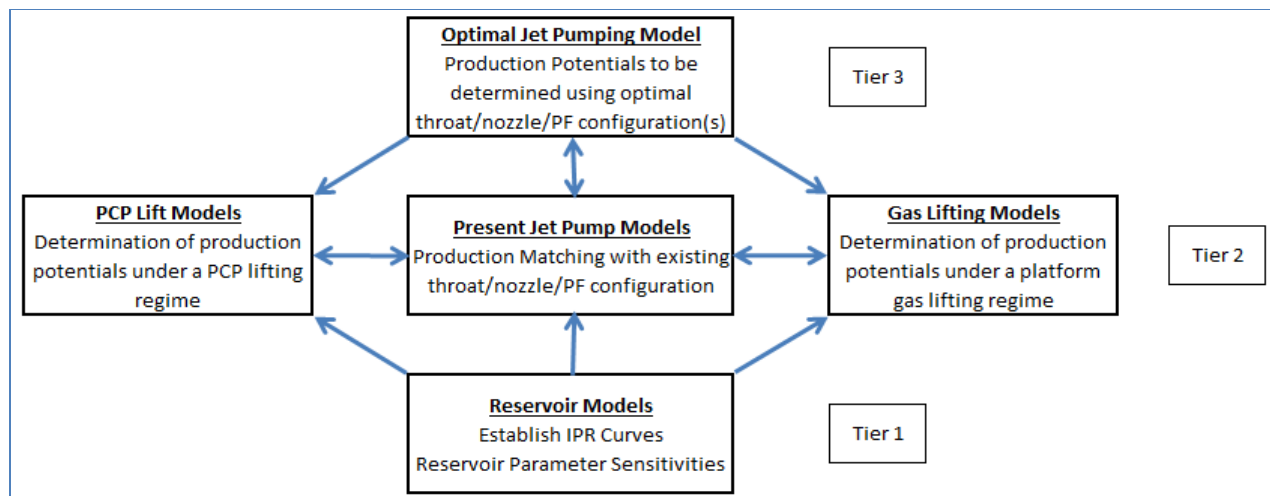 Optimal Jet Pumping Model
Production Potentials to be
determined using optimal
throat/nozzle/PF configuration(s)
Tier 3
PCP Lift Models
Determination of production
potentials under a PCP lifting
regime
Present Jet Pump Models
Production Matching with existing
throat/nozzle/PF configuration
Gas Lifting Models
Determination of production
potentials under a platform
gas lifting regime
Tier 2
Reservoir Models
Establish IPR Curves
Reservoir Parameter Sensitivities
Tier 1